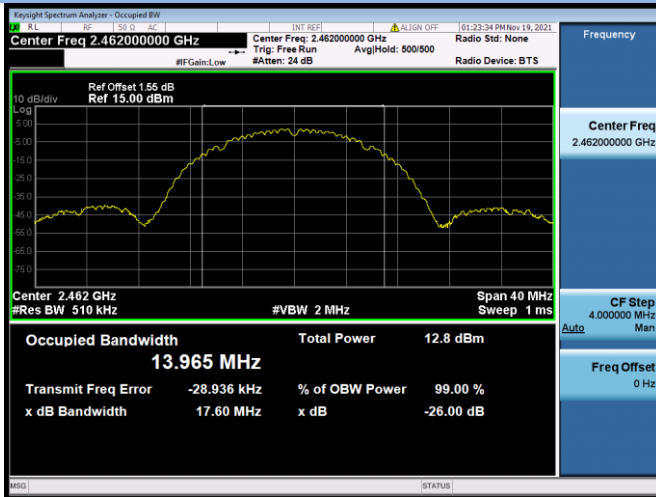 Keysight Spectrum Analyzer - Occupied BW
RL RF 50 Ω AC INT REF ALIGN OFF 01:23:34 PM Nov 19, 2021
Center Freq 2.462000000 GHz
Center Freq: 2.462000000 GHz Radio Std: None
Trig: Free Run Avg|Hold: 500/500
#IFGain:Low #Atten: 24 dB Radio Device: BTS
Ref Offset 1.55 dB
10 dB/div Ref 15.00 dBm
Log
5.00
-5.00
-15.0
-25.0
-35.0
-45.0
-55.0
-65.0
-75.0
Center 2.462 GHz Span 40 MHz
#Res BW 510 kHz #VBW 2 MHz Sweep 1 ms
Occupied Bandwidth Total Power 12.8 dBm
13.965 MHz
Transmit Freq Error -28.936 kHz % of OBW Power 99.00 %
x dB Bandwidth 17.60 MHz x dB -26.00 dB
MSG STATUS
Frequency
Center Freq
2.462000000 GHz
CF Step
4.000000 MHz
Auto Man
Freq Offset
0 Hz